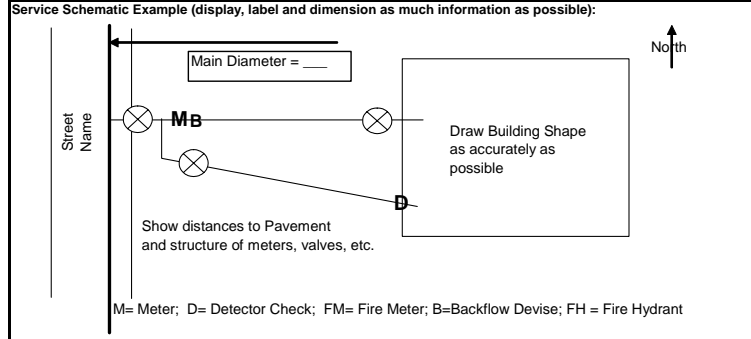 Service Schematic Example (display, label and dimension as much information as possible):
North
Main Diameter = ___
Street
Name
M B
Draw Building Shape
as accurately as
possible
D
Show distances to Pavement
and structure of meters, valves, etc.
M= Meter; D= Detector Check; FM= Fire Meter; B=Backflow Devise; FH = Fire Hydrant